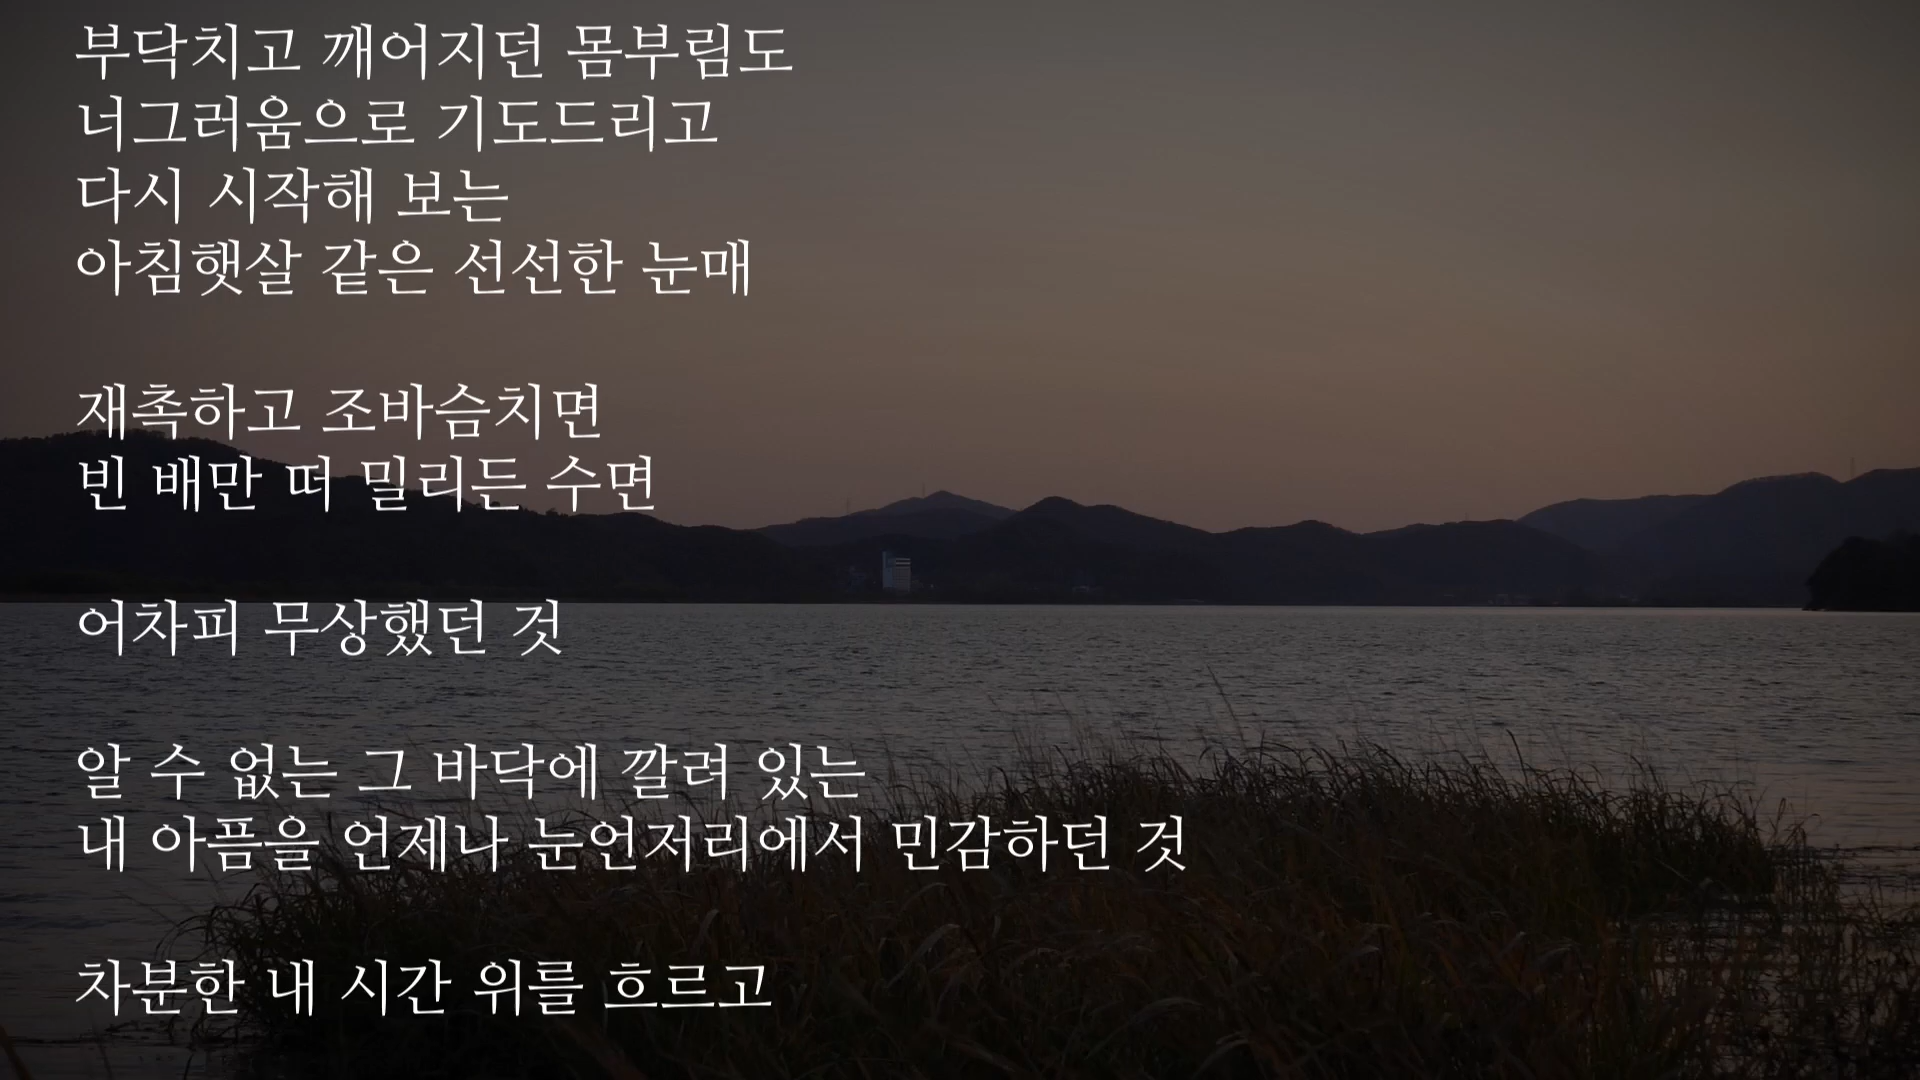 부닥치고 깨어지던 몸부림도
너그러움으로 기도드리고
다시 시작해 보는
아침햇살 같은 선선한 눈매
재촉하고 조바슴치면
빈 배만 떠 밀리든 수면
어차피 무상했던 것
알 수 없는 그 바닥에 깔려 있는
내 아픔을 언제나 눈언저리에서 민감하던 것
차분한 내 시간 위를 흐르고